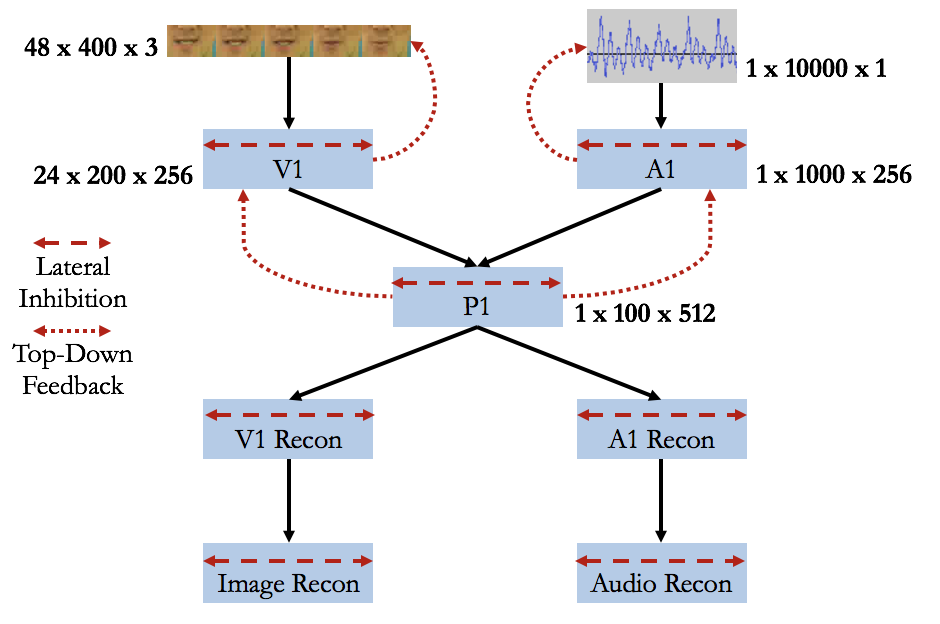 48 x 400 x 3
1 x 10000 x 1
V1
A1
24 x 200 x 256
1 x 1000 x 256
Lateral
Inhibition
P1
1 x 100 x 512
Top-Down
Feedback
V1 Recon
A1 Recon
Image Recon
Audio Recon